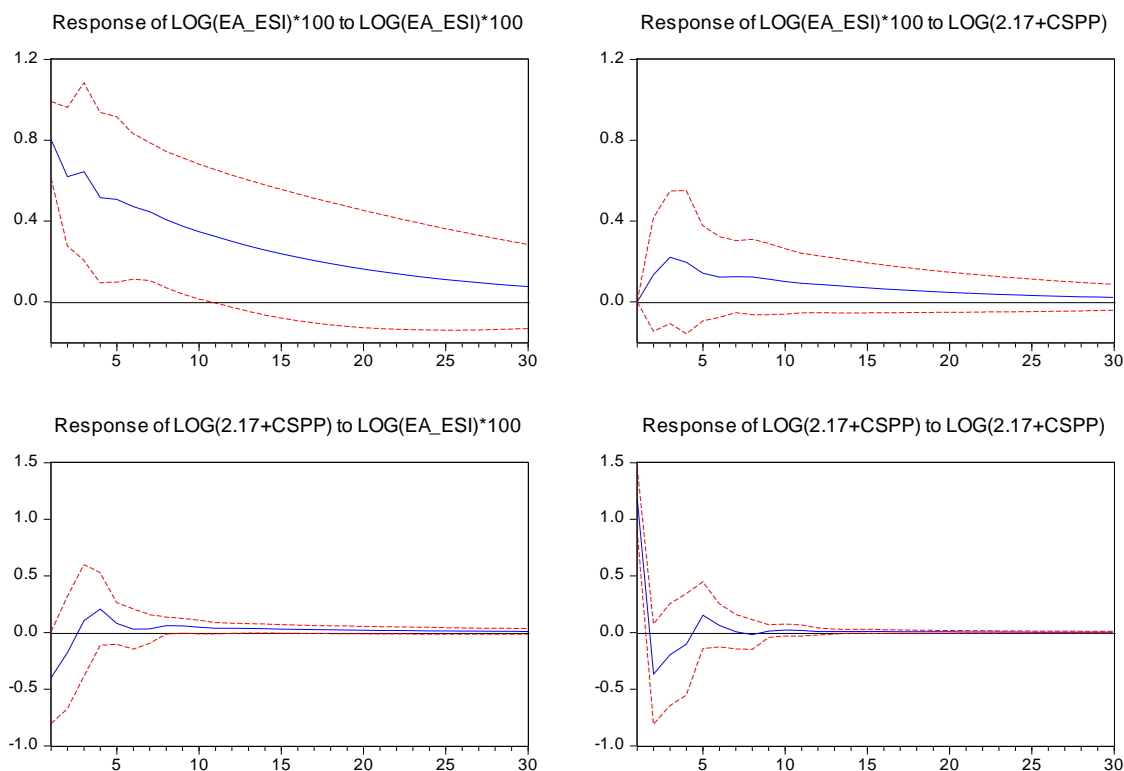 Response of LOG(EA_ESI)*100 to LOG(EA_ESI)*100
1.2
0.8
0.4
0.0
5 10 15 20 25 30
Response of LOG(EA_ESI)*100 to LOG(2.17+CSPP)
1.2
0.8
0.4
0.0
5 10 15 20 25 30
Response of LOG(2.17+CSPP) to LOG(EA_ESI)*100
1.5
1.0
0.5
0.0
-0.5
-1.0
5 10 15 20 25 30
Response of LOG(2.17+CSPP) to LOG(2.17+CSPP)
1.5
1.0
0.5
0.0
-0.5
-1.0
5 10 15 20 25 30